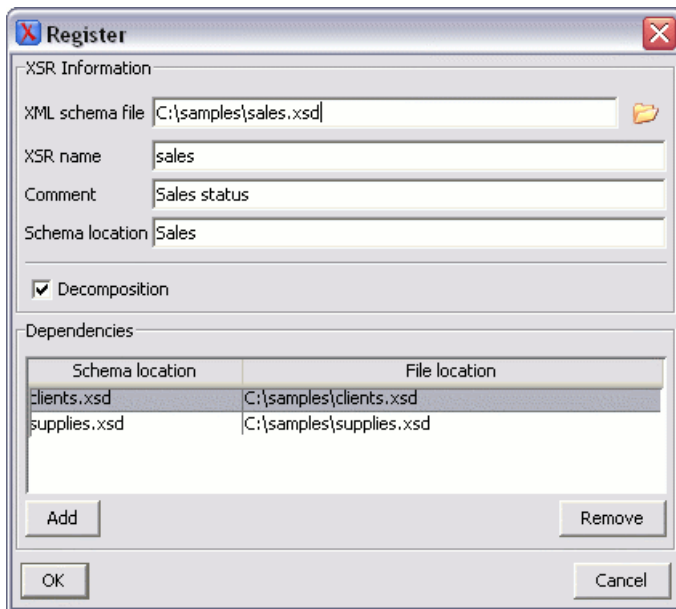 Register
XSR Information
XML schema file C:\samples\sales.xsd
XSR name sales
Comment Sales status
Schema location Sales
Decomposition
Dependencies
Schema location File location
clients.xsd C:\samples\clients.xsd
supplies.xsd C:\samples\supplies.xsd
Add Remove
OK Cancel